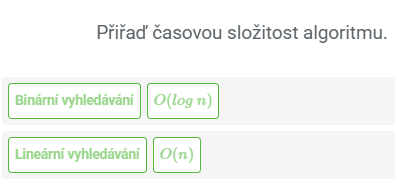 Přiřaď časovou složitost algoritmu.
Binární vyhledávání O(log n)
Lineární vyhledávání O(n)